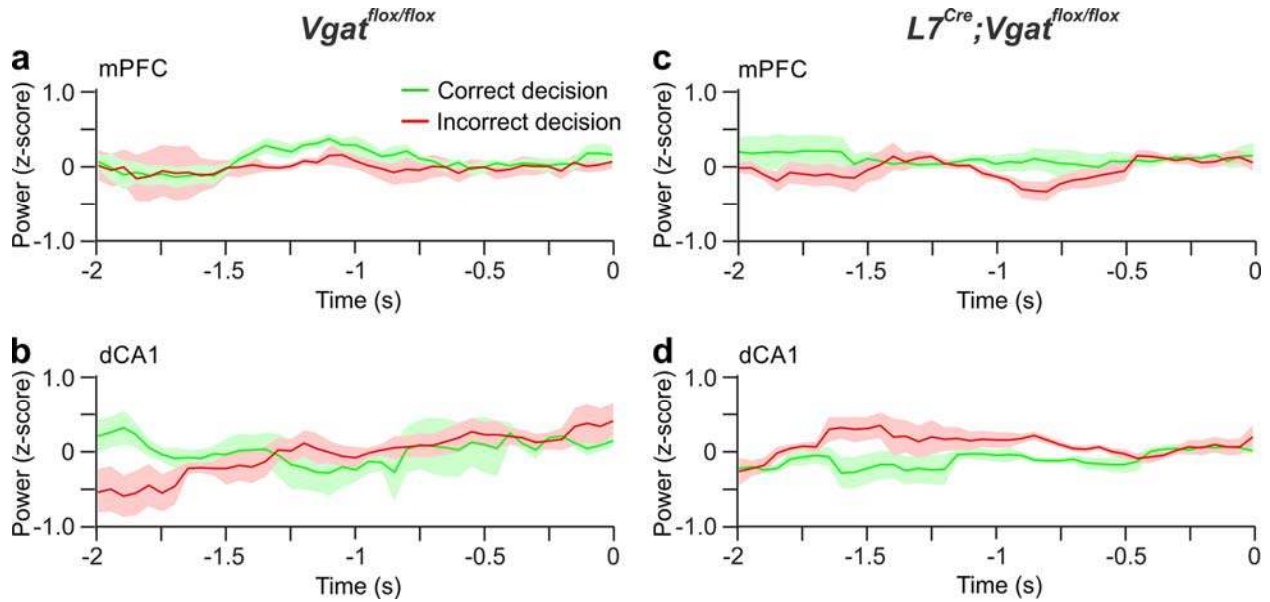 Vgat^flox/flox
L7^Cre;Vgat^flox/flox
a
mPFC
Correct decision
Incorrect decision
Power (z-score)
1.0
0
-1.0
-2
-1.5
-1
-0.5
0
Time (s)
c
mPFC
Power (z-score)
1.0
0
-1.0
-2
-1.5
-1
-0.5
0
Time (s)
b
dCA1
Power (z-score)
1.0
0
-1.0
-2
-1.5
-1
-0.5
0
Time (s)
d
dCA1
Power (z-score)
1.0
0
-1.0
-2
-1.5
-1
-0.5
0
Time (s)